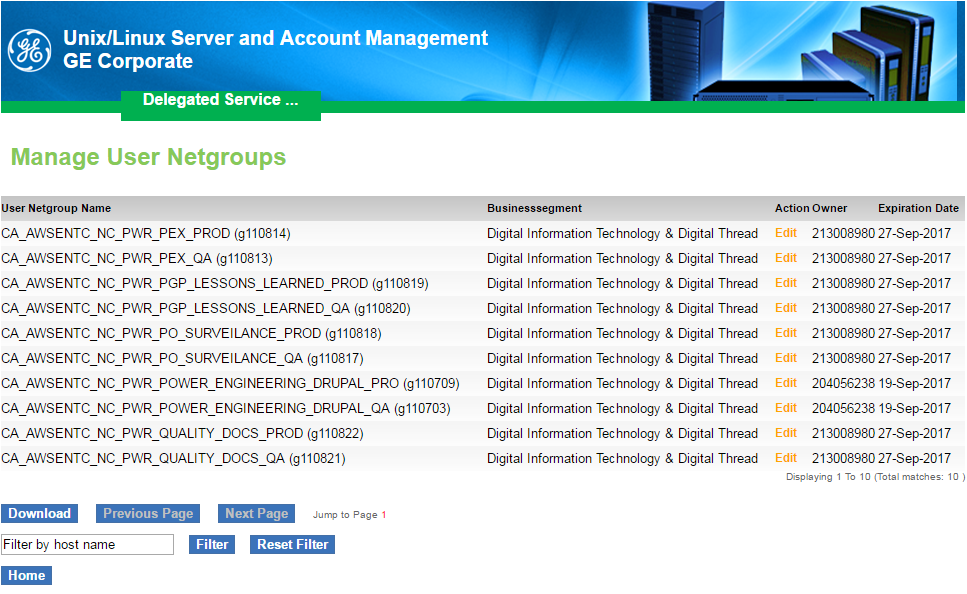 Unix/Linux Server and Account Management
GE Corporate
Delegated Service ...
Manage User Netgroups
User Netgroup Name Businesssegment Action Owner Expiration Date
CA_AWSENTC_NC_PWR_PEX_PROD (g110814) Digital Information Technology & Digital Thread Edit 213008980 27-Sep-2017
CA_AWSENTC_NC_PWR_PEX_QA (g110813) Digital Information Technology & Digital Thread Edit 213008980 27-Sep-2017
CA_AWSENTC_NC_PWR_PGP_LESSONS_LEARNED_PROD (g110819) Digital Information Technology & Digital Thread Edit 213008980 27-Sep-2017
CA_AWSENTC_NC_PWR_PGP_LESSONS_LEARNED_QA (g110820) Digital Information Technology & Digital Thread Edit 213008980 27-Sep-2017
CA_AWSENTC_NC_PWR_PO_SURVEILANCE_PROD (g110818) Digital Information Technology & Digital Thread Edit 213008980 27-Sep-2017
CA_AWSENTC_NC_PWR_PO_SURVEILANCE_QA (g110817) Digital Information Technology & Digital Thread Edit 213008980 27-Sep-2017
CA_AWSENTC_NC_PWR_POWER_ENGINEERING_DRUPAL_PRO (g110709) Digital Information Technology & Digital Thread Edit 204056238 19-Sep-2017
CA_AWSENTC_NC_PWR_POWER_ENGINEERING_DRUPAL_QA (g110703) Digital Information Technology & Digital Thread Edit 204056238 19-Sep-2017
CA_AWSENTC_NC_PWR_QUALITY_DOCS_PROD (g110822) Digital Information Technology & Digital Thread Edit 213008980 27-Sep-2017
CA_AWSENTC_NC_PWR_QUALITY_DOCS_QA (g110821) Digital Information Technology & Digital Thread Edit 213008980 27-Sep-2017
Displaying 1 To 10 (Total matches: 10 )
Download Previous Page Next Page Jump to Page 1
Filter by host name Filter Reset Filter
Home